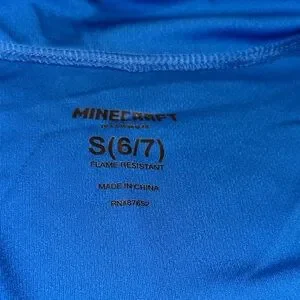 MINECRAFT
S(6/7)
FLAME RESISTANT
MADE IN CHINA